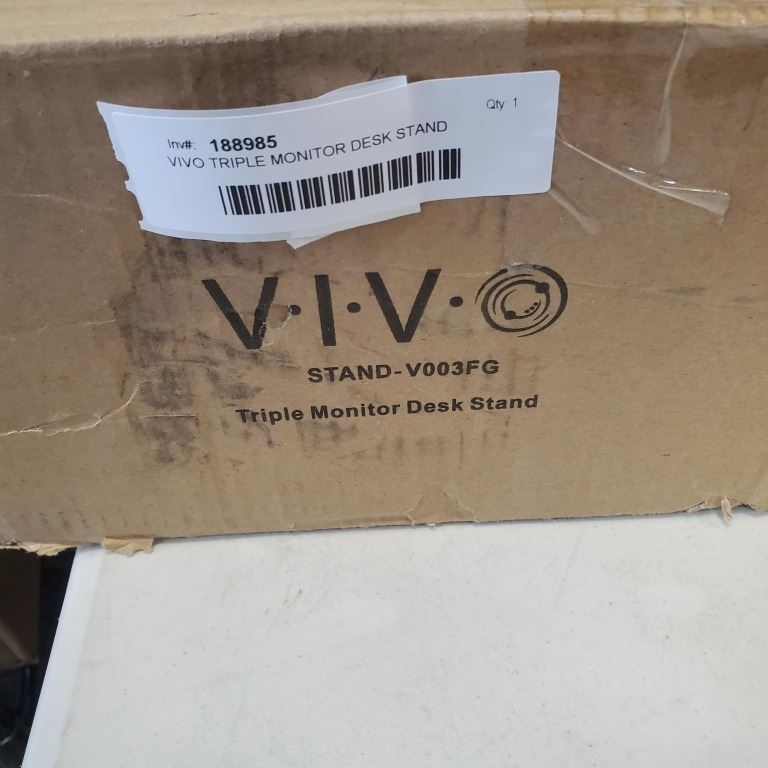 Inv#: 188985 Qty: 1
VIVO TRIPLE MONITOR DESK STAND
V·I·V·O
STAND-V003FG
Triple Monitor Desk Stand